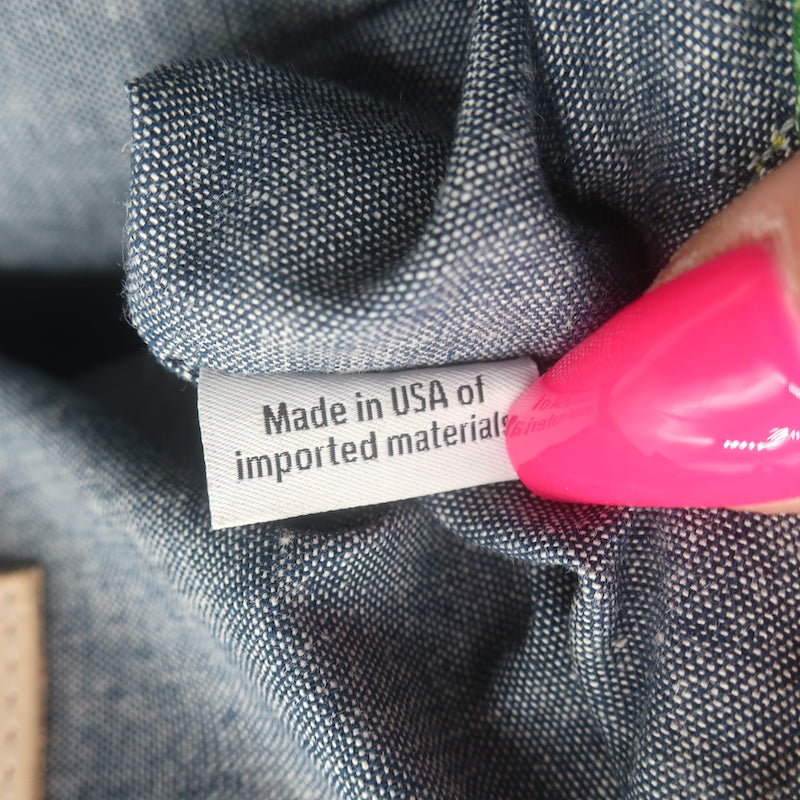 Made in USA of
imported materials